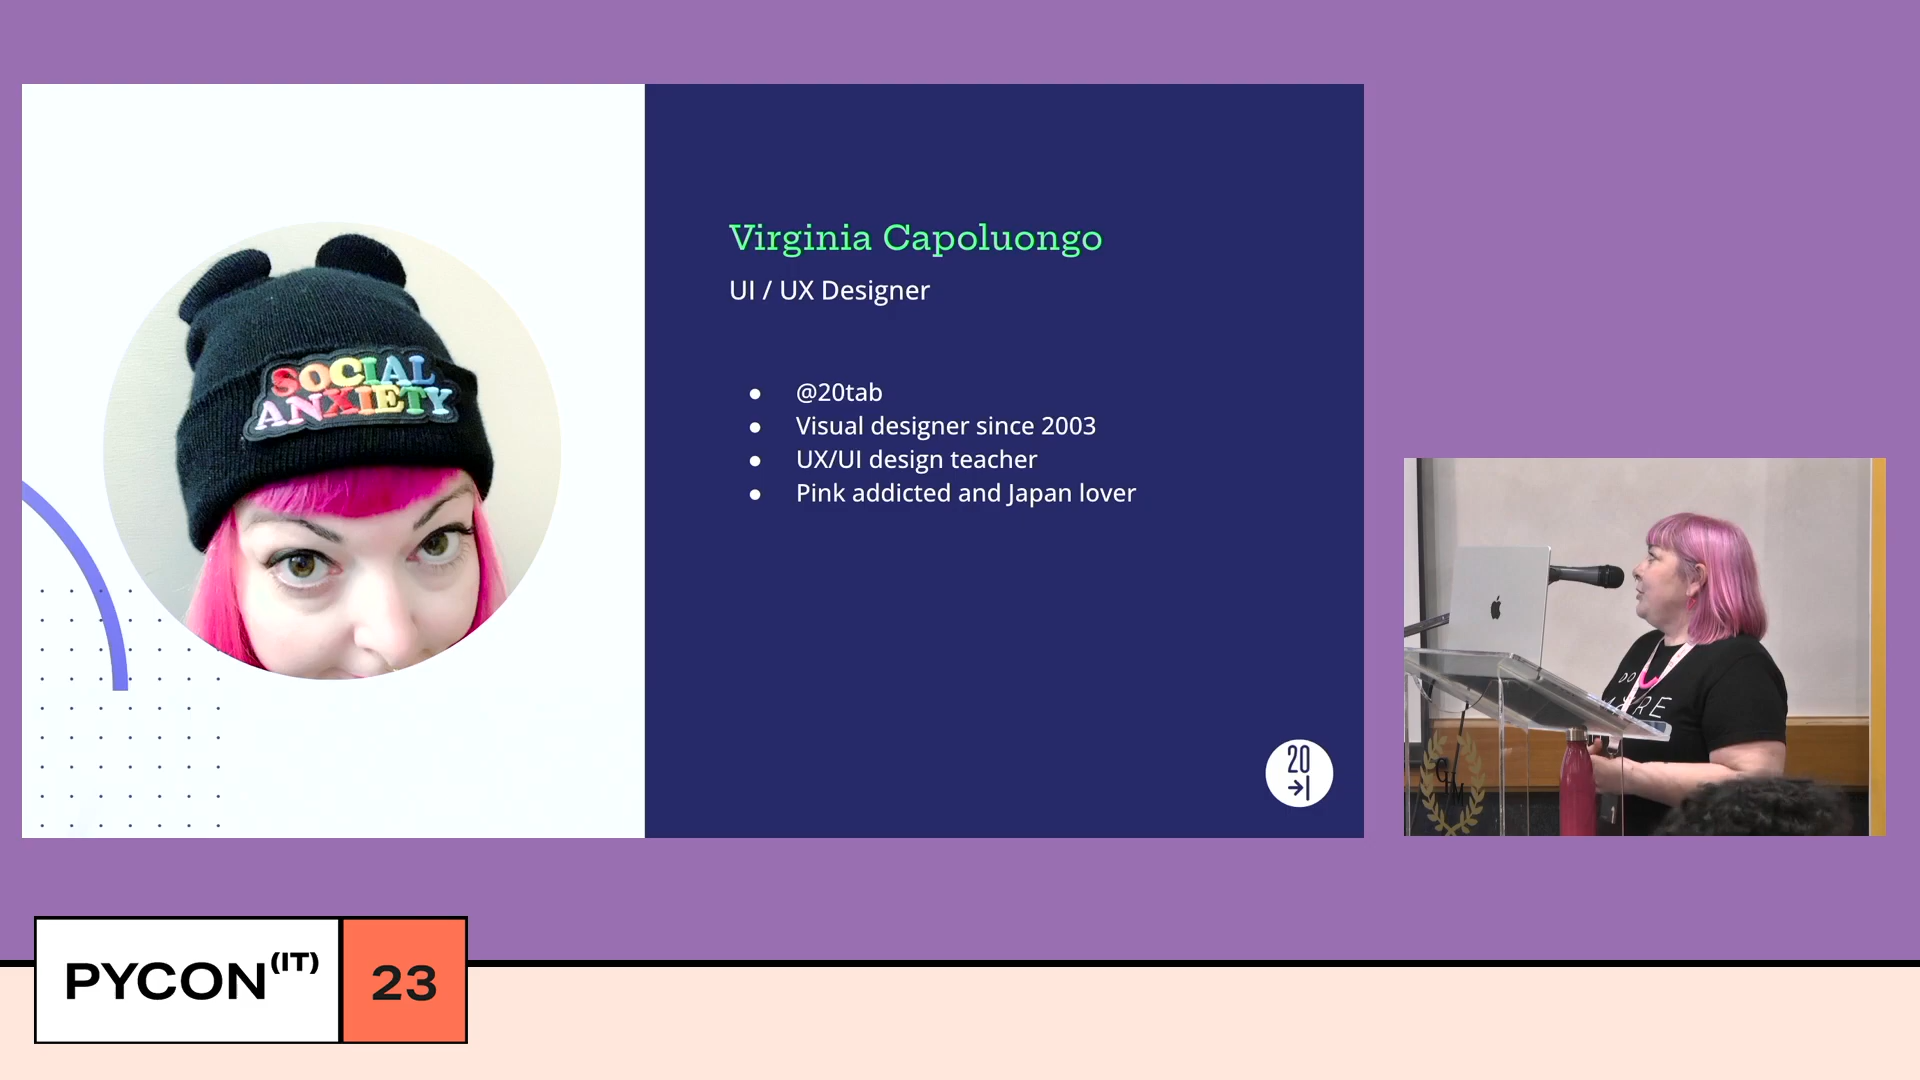 SOCIAL
ANXIETY
Virginia Capoluongo
UI / UX Designer
● @20tab
● Visual designer since 2003
● UX/UI design teacher
● Pink addicted and Japan lover
20
DO
PYCON(IT) 23